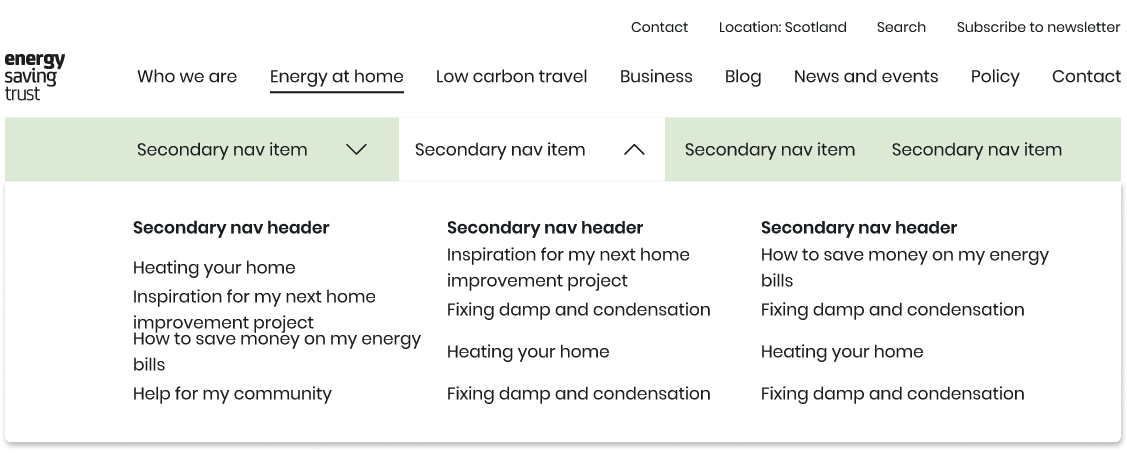 Contact Location: Scotland Search Subscribe to newsletter
energy
saving
trust
Who we are Energy at home Low carbon travel Business Blog News and events Policy Contact
Secondary nav item Secondary nav item Secondary nav item Secondary nav item
Secondary nav header
Heating your home
Inspiration for my next home
improvement project
How to save money on my energy
bills
Help for my community
Secondary nav header
Inspiration for my next home
improvement project
Fixing damp and condensation
Heating your home
Fixing damp and condensation
Secondary nav header
How to save money on my energy
bills
Fixing damp and condensation
Heating your home
Fixing damp and condensation